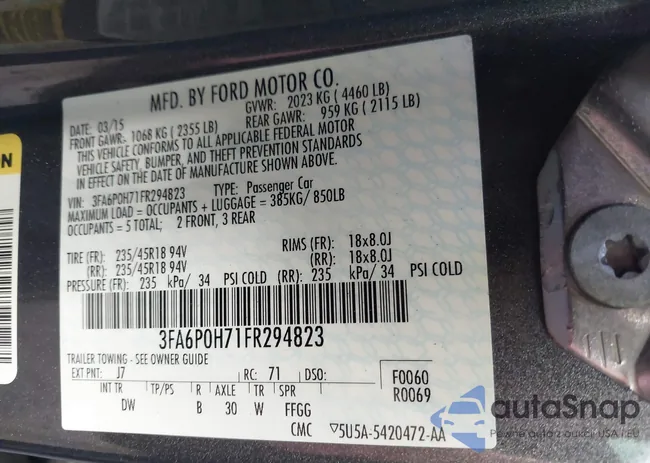 MFD. BY FORD MOTOR CO.
DATE: 03/15 GVWR: 2023 KG ( 4460 LB)
FRONT GAWR: 1068 KG ( 2355 LB) REAR GAWR: 959 KG ( 2115 LB)
THIS VEHICLE CONFORMS TO ALL APPLICABLE FEDERAL MOTOR
VEHICLE SAFETY, BUMPER, AND THEFT PREVENTION STANDARDS
IN EFFECT ON THE DATE OF MANUFACTURE SHOWN ABOVE.
VIN: 3FA6P0H71FR294823 TYPE: Passenger Car
MAXIMUM LOAD = OCCUPANTS + LUGGAGE = 385KG/ 850LB
OCCUPANTS = 5 TOTAL; 2 FRONT, 3 REAR
TIRE (FR): 235/45R18 94V RIMS (FR): 18x8.0J
(RR): 235/45R18 94V (RR): 18x8.0J
PRESSURE (FR): 235 kPa/ 34 PSI COLD (RR): 235 kPa/ 34 PSI COLD
3FA6P0H71FR294823
TRAILER TOWING - SEE OWNER GUIDE
EXT PNT: J7 RC: 71 DSO: F0060
R0069
INT TR TP/PS R AXLE TR SPR
DW B 30 W FFGG
CMC ▽5U5A-5420472-AA
ON
autoSnap
Pewne auto z aukcji USA i EU